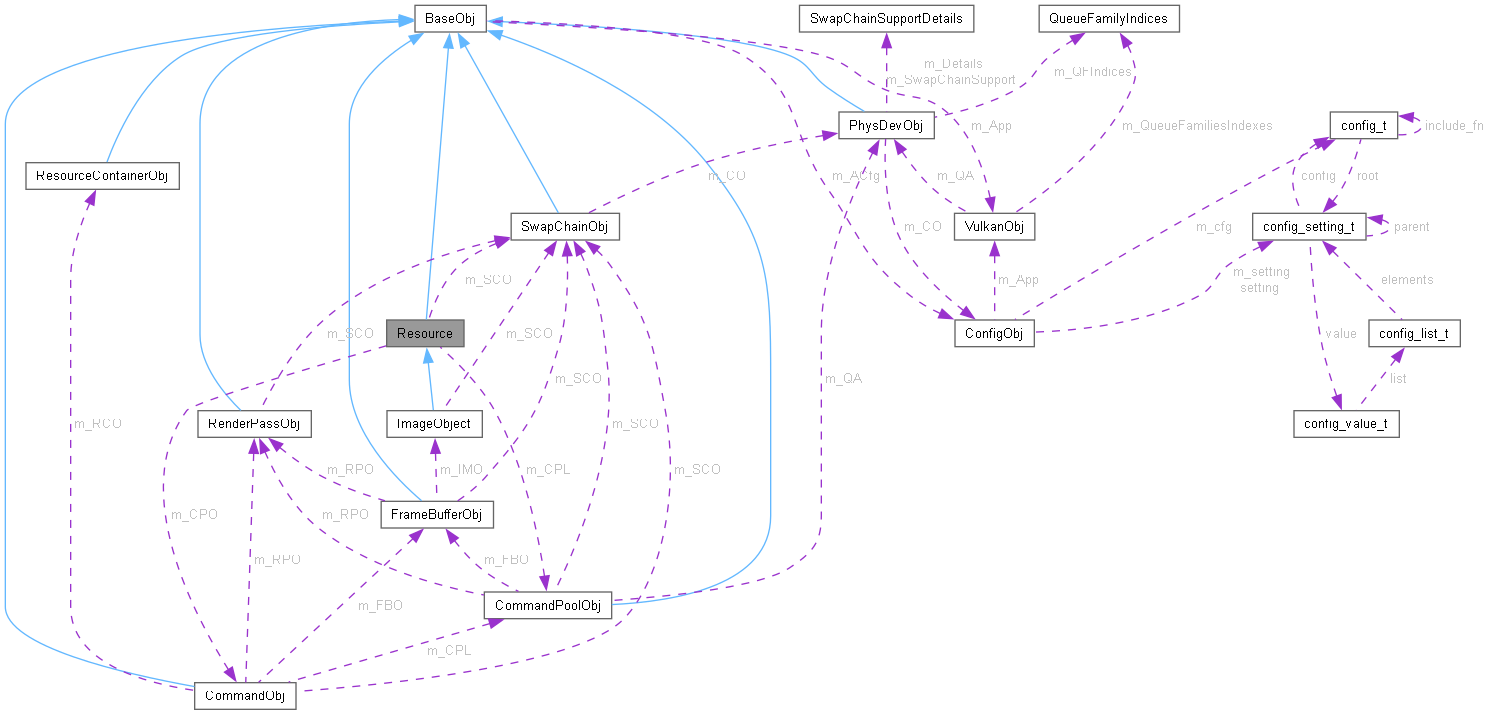 BaseObj
SwapChainSupportDetails
QueueFamilyIndices
m_Details
m_SwapChainSupport
m_QFIndices
PhysDevObj
m_App
m_QueueFamiliesIndexes
config_t
include_fn
ResourceContainerObj
m_CO
m_ACfg
m_QA
config
root
SwapChainObj
m_CO
VulkanObj
m_cfg
config_setting_t
parent
m_SCO
m_App
m_setting
setting
elements
Resource
m_SCO
m_SCO
ConfigObj
value
config_list_t
m_SCO
m_QA
list
RenderPassObj
ImageObject
m_RCO
m_SCO
config_value_t
m_RPO
m_IMO
m_CPL
m_SCO
m_CPO
m_RPO
FrameBufferObj
m_RPO
m_FBO
m_FBO
CommandPoolObj
m_CPL
CommandObj